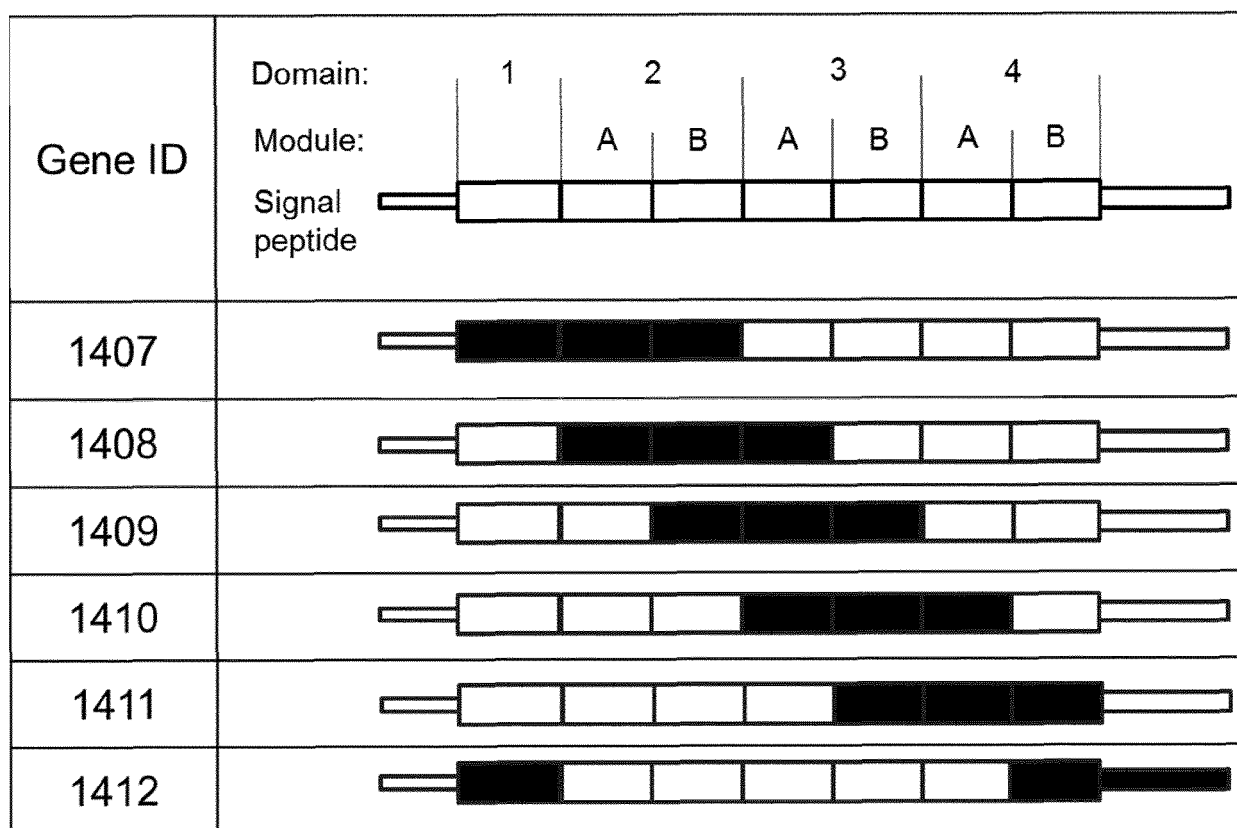 Gene ID
Domain: 1 2 3 4
Module: A B A B A B
Signal
peptide
1407
1408
1409
1410
1411
1412